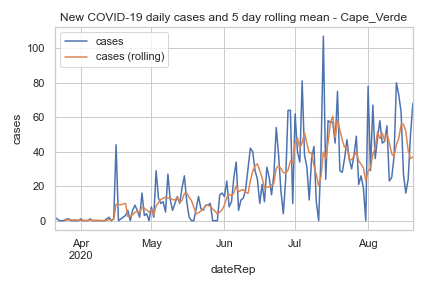 New COVID-19 daily cases and 5 day rolling mean - Cape_Verde
cases
cases (rolling)
100
80
60
40
20
0
cases
Apr
2020
May
Jun
Jul
Aug
dateRep